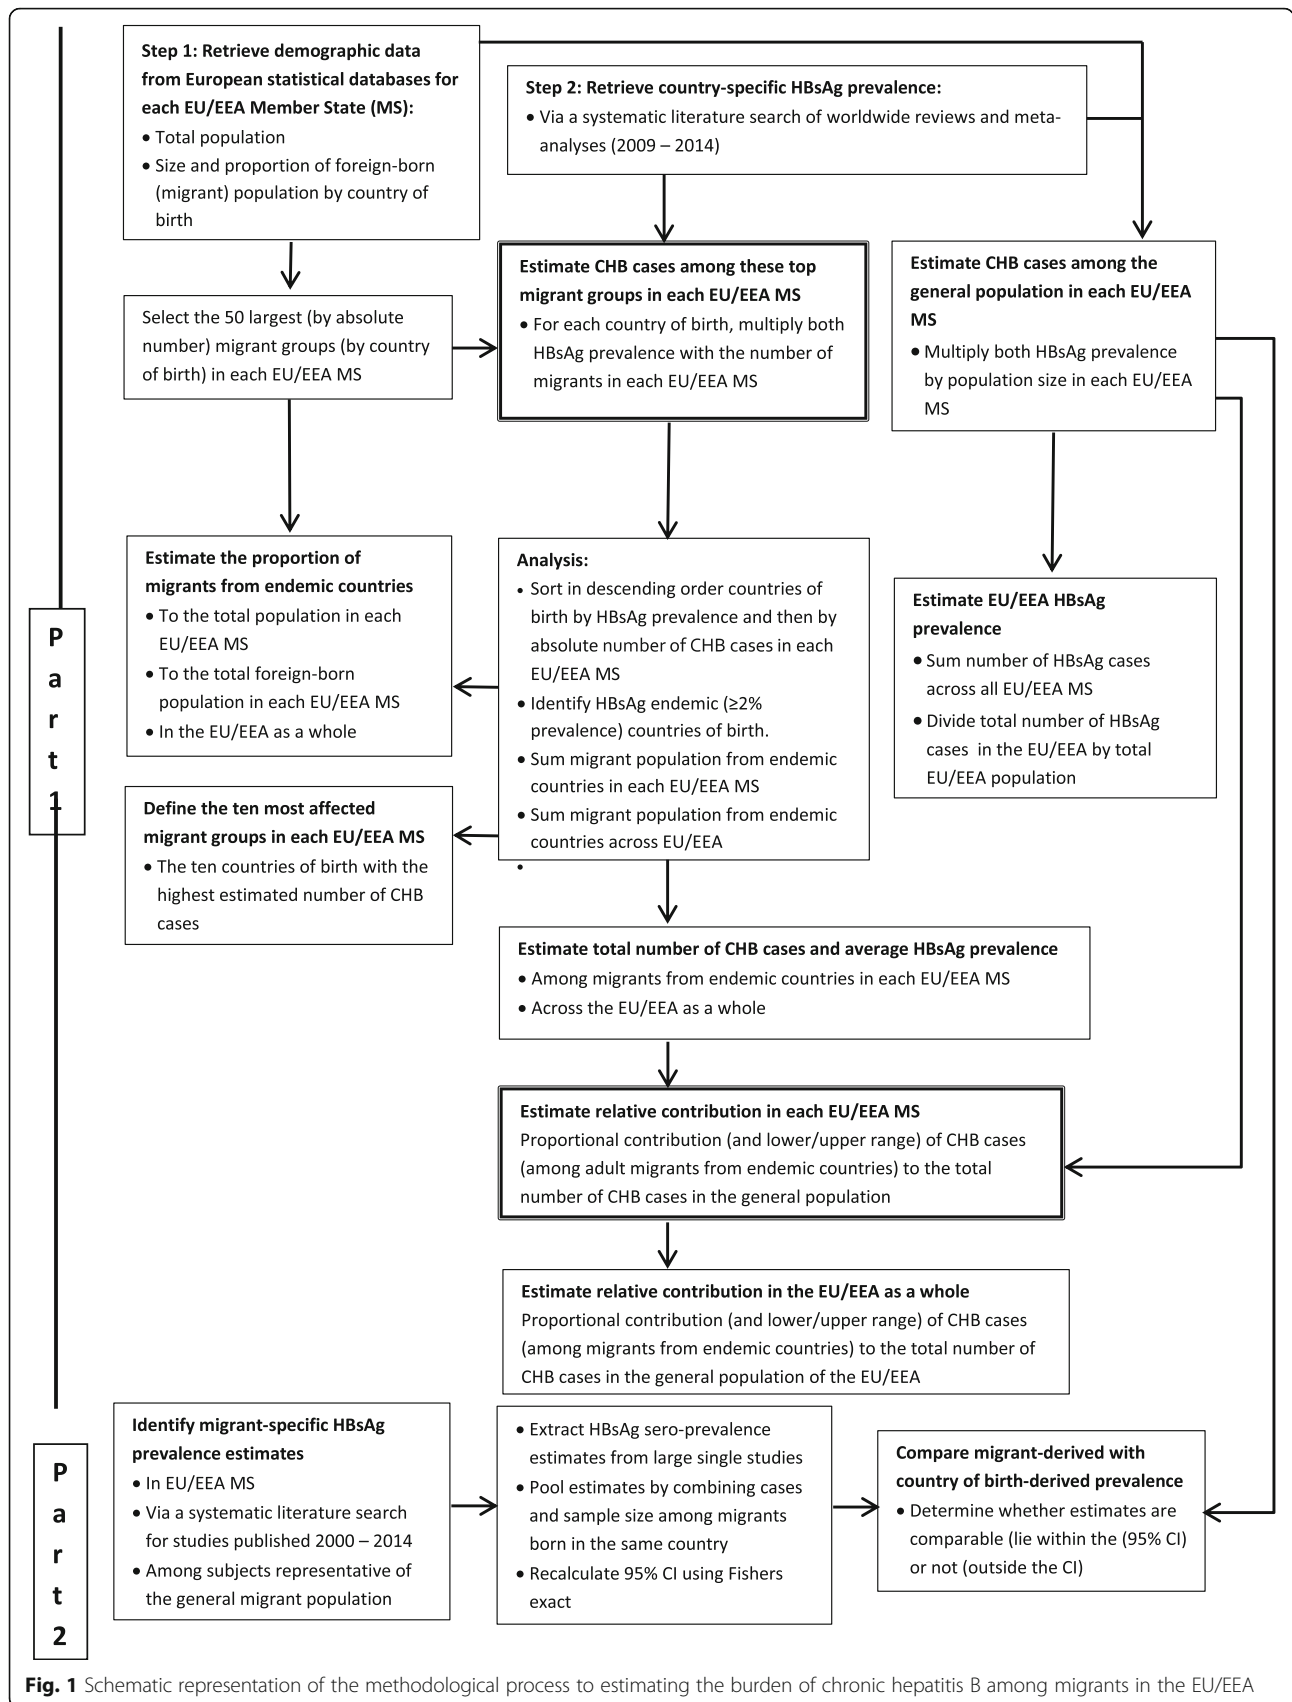 Step 1: Retrieve demographic data
from European statistical databases for
each EU/EEA Member State (MS):
• Total population
• Size and proportion of foreign-born
(migrant) population by country of
birth
Step 2: Retrieve country-specific HBsAg prevalence:
• Via a systematic literature search of worldwide reviews and meta-
analyses (2009 – 2014)
Select the 50 largest (by absolute
number) migrant groups (by country
of birth) in each EU/EEA MS
Estimate CHB cases among these top
migrant groups in each EU/EEA MS
• For each country of birth, multiply both
HBsAg prevalence with the number of
migrants in each EU/EEA MS
Estimate CHB cases among the
general population in each EU/EEA
MS
• Multiply both HBsAg prevalence
by population size in each EU/EEA
MS
Estimate the proportion of
migrants from endemic countries
• To the total population in each
EU/EEA MS
• To the total foreign-born
population in each EU/EEA MS
• In the EU/EEA as a whole
Analysis:
• Sort in descending order countries of
birth by HBsAg prevalence and then by
absolute number of CHB cases in each
EU/EEA MS
• Identify HBsAg endemic (≥2%
prevalence) countries of birth.
• Sum migrant population from endemic
countries in each EU/EEA MS
• Sum migrant population from endemic
countries across EU/EEA
•
Estimate EU/EEA HBsAg
prevalence
• Sum number of HBsAg cases
across all EU/EEA MS
• Divide total number of HBsAg
cases in the EU/EEA by total
EU/EEA population
P
a
r
t
1
Define the ten most affected
migrant groups in each EU/EEA MS
• The ten countries of birth with the
highest estimated number of CHB
cases
Estimate total number of CHB cases and average HBsAg prevalence
• Among migrants from endemic countries in each EU/EEA MS
• Across the EU/EEA as a whole
Estimate relative contribution in each EU/EEA MS
Proportional contribution (and lower/upper range) of CHB cases
(among adult migrants from endemic countries) to the total
number of CHB cases in the general population
Estimate relative contribution in the EU/EEA as a whole
Proportional contribution (and lower/upper range) of CHB cases
(among migrants from endemic countries) to the total number of
CHB cases in the general population of the EU/EEA
P
a
r
t
2
Identify migrant-specific HBsAg
prevalence estimates
• In EU/EEA MS
• Via a systematic literature search
for studies published 2000 – 2014
• Among subjects representative of
the general migrant population
• Extract HBsAg sero-prevalence
estimates from large single studies
• Pool estimates by combining cases
and sample size among migrants
born in the same country
• Recalculate 95% CI using Fishers
exact
Compare migrant-derived with
country of birth-derived prevalence
• Determine whether estimates are
comparable (lie within the (95% CI)
or not (outside the CI)
Fig. 1 Schematic representation of the methodological process to estimating the burden of chronic hepatitis B among migrants in the EU/EEA